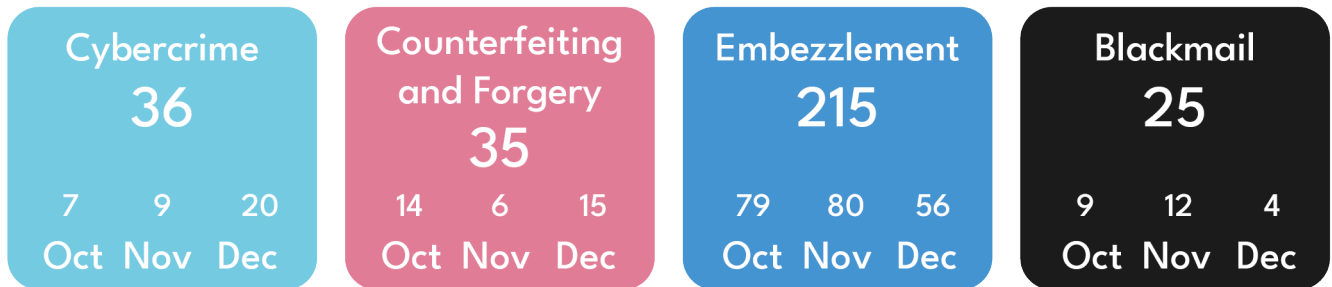 Cybercrime
36
7 9 20
Oct Nov Dec
Counterfeiting
and Forgery
35
14 6 15
Oct Nov Dec
Embezzlement
215
79 80 56
Oct Nov Dec
Blackmail
25
9 12 4
Oct Nov Dec